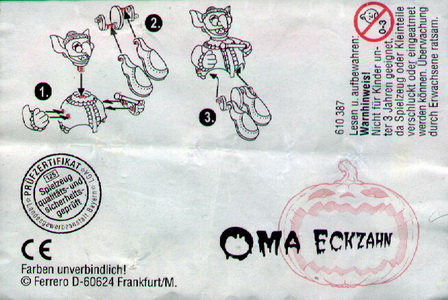 1.
2.
3.
0-3
610 387
Lesen u. aufbewahren:
Warnhinweis!
Nicht für Kinder un-
ter 3 Jahren geeignet,
da Spielzeug oder Kleinteile
verschluckt oder eingeatmet
werden können. Überwachung
durch Erwachsene ratsam.
PRÜFZERTIFIKAT
Spielzeug
qualitäts- und
sicherheits-
geprüft
Landesgewerbeanstalt Bayern
OMA ECKZAHN
CE
Farben unverbindlich!
© Ferrero D-60624 Frankfurt/M.